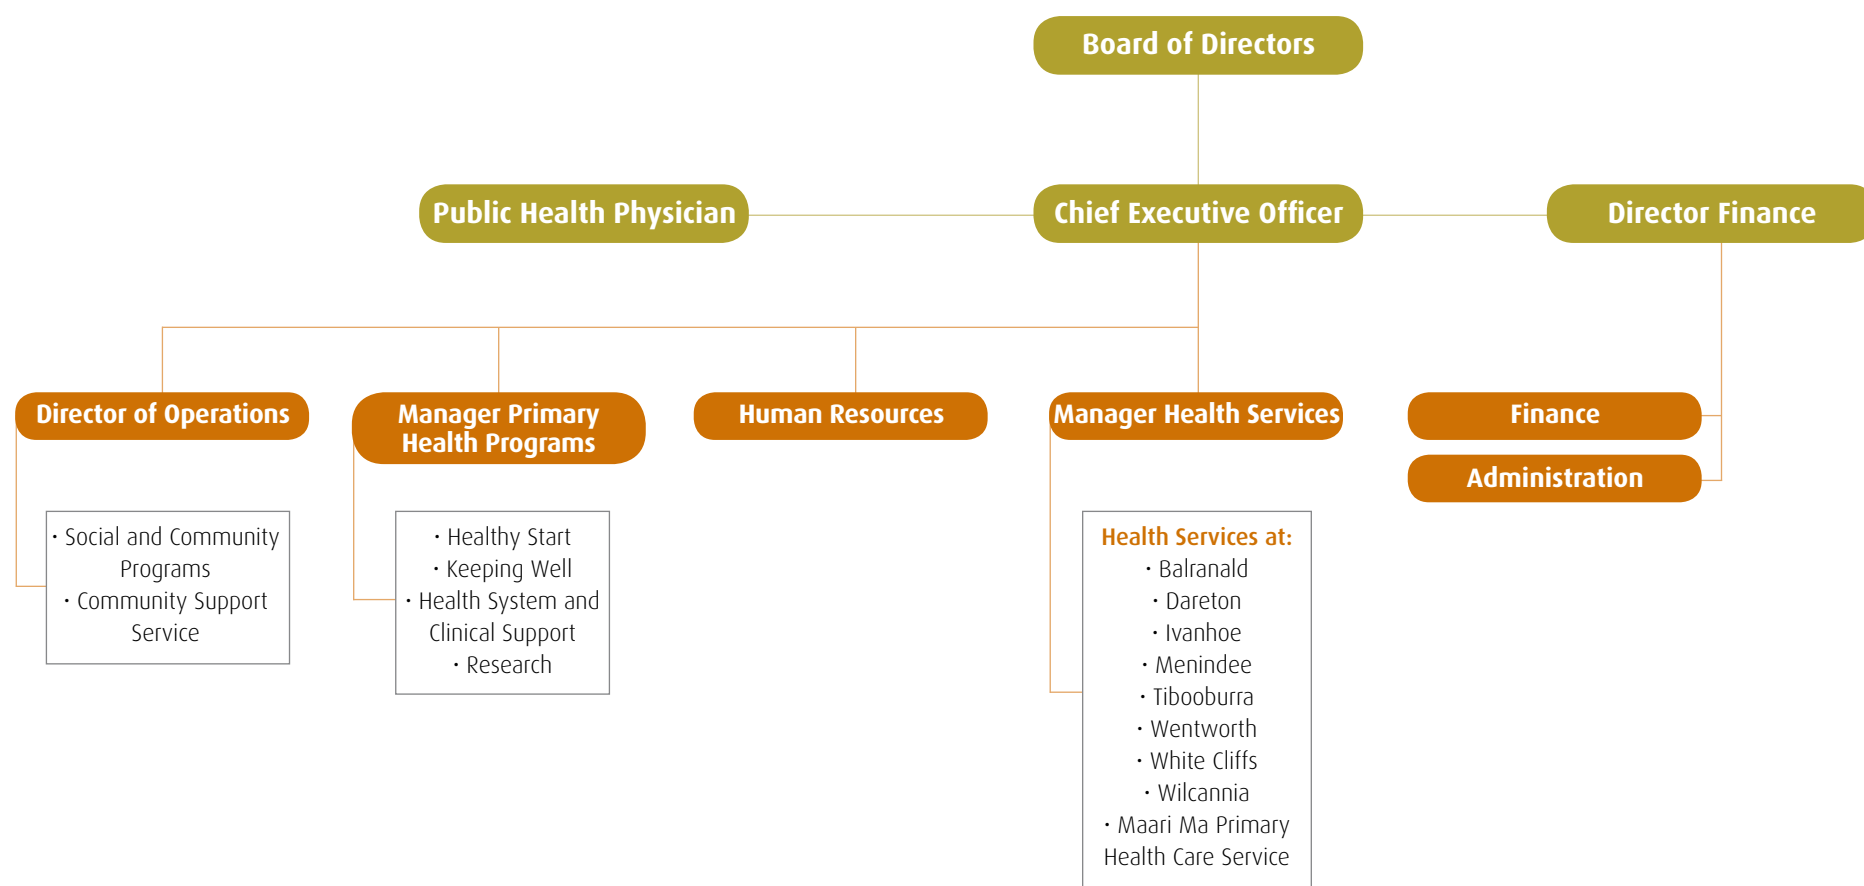 Board of Directors
Public Health Physician
Chief Executive Officer
Director Finance
Director of Operations
Manager Primary
Health Programs
Human Resources
Manager Health Services
Finance
Administration
· Social and Community
Programs
· Community Support
Service
· Healthy Start
· Keeping Well
· Health System and
Clinical Support
· Research
Health Services at:
· Balranald
· Dareton
· Ivanhoe
· Menindee
· Tibooburra
· Wentworth
· White Cliffs
· Wilcannia
· Maari Ma Primary
Health Care Service